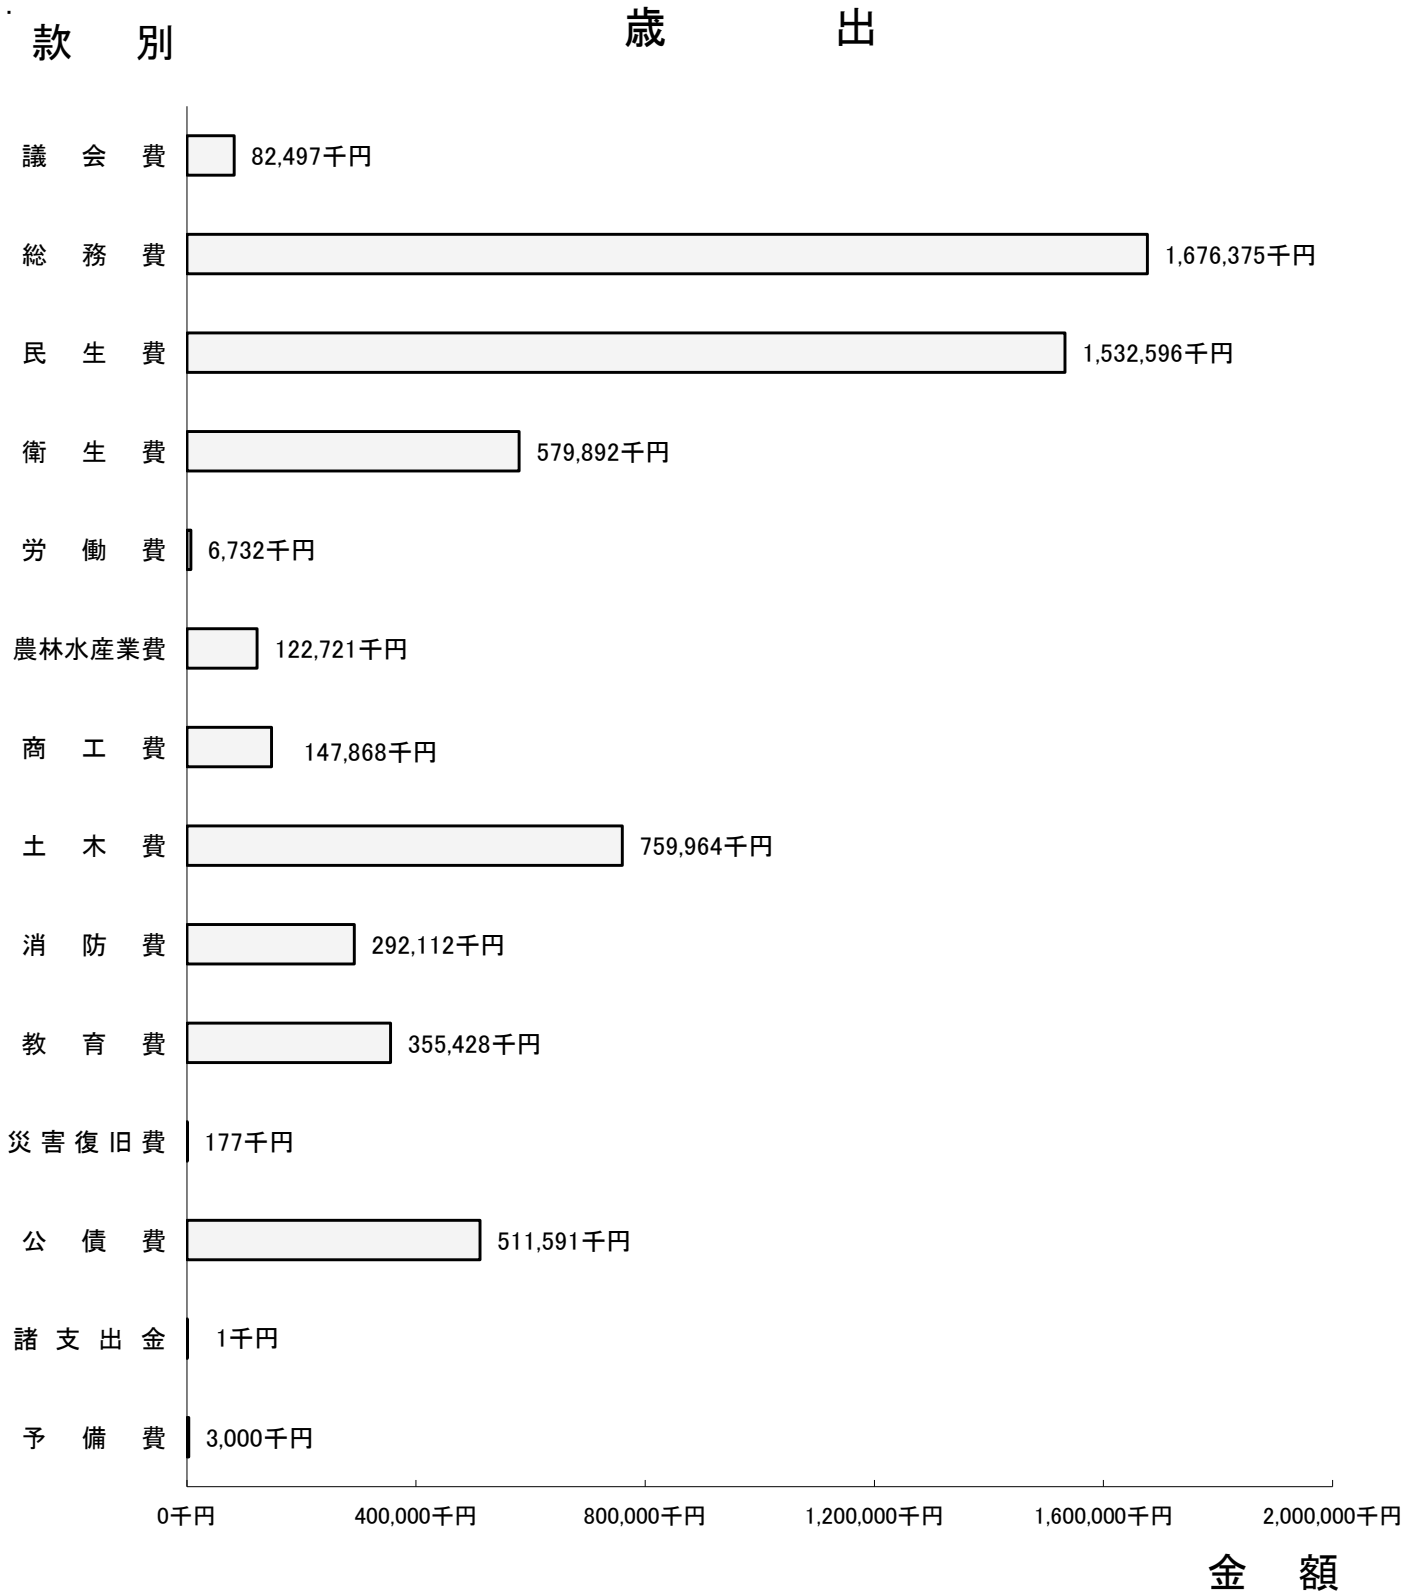 歳　出
款　別
議　会　費　82,497千円
総　務　費　1,676,375千円
民　生　費　1,532,596千円
衛　生　費　579,892千円
労　働　費　6,732千円
農林水産業費　122,721千円
商　工　費　147,868千円
土　木　費　759,964千円
消　防　費　292,112千円
教　育　費　355,428千円
災害復旧費　177千円
公　債　費　511,591千円
諸支出金　1千円
予　備　費　3,000千円
0千円　400,000千円　800,000千円　1,200,000千円　1,600,000千円　2,000,000千円
金　額